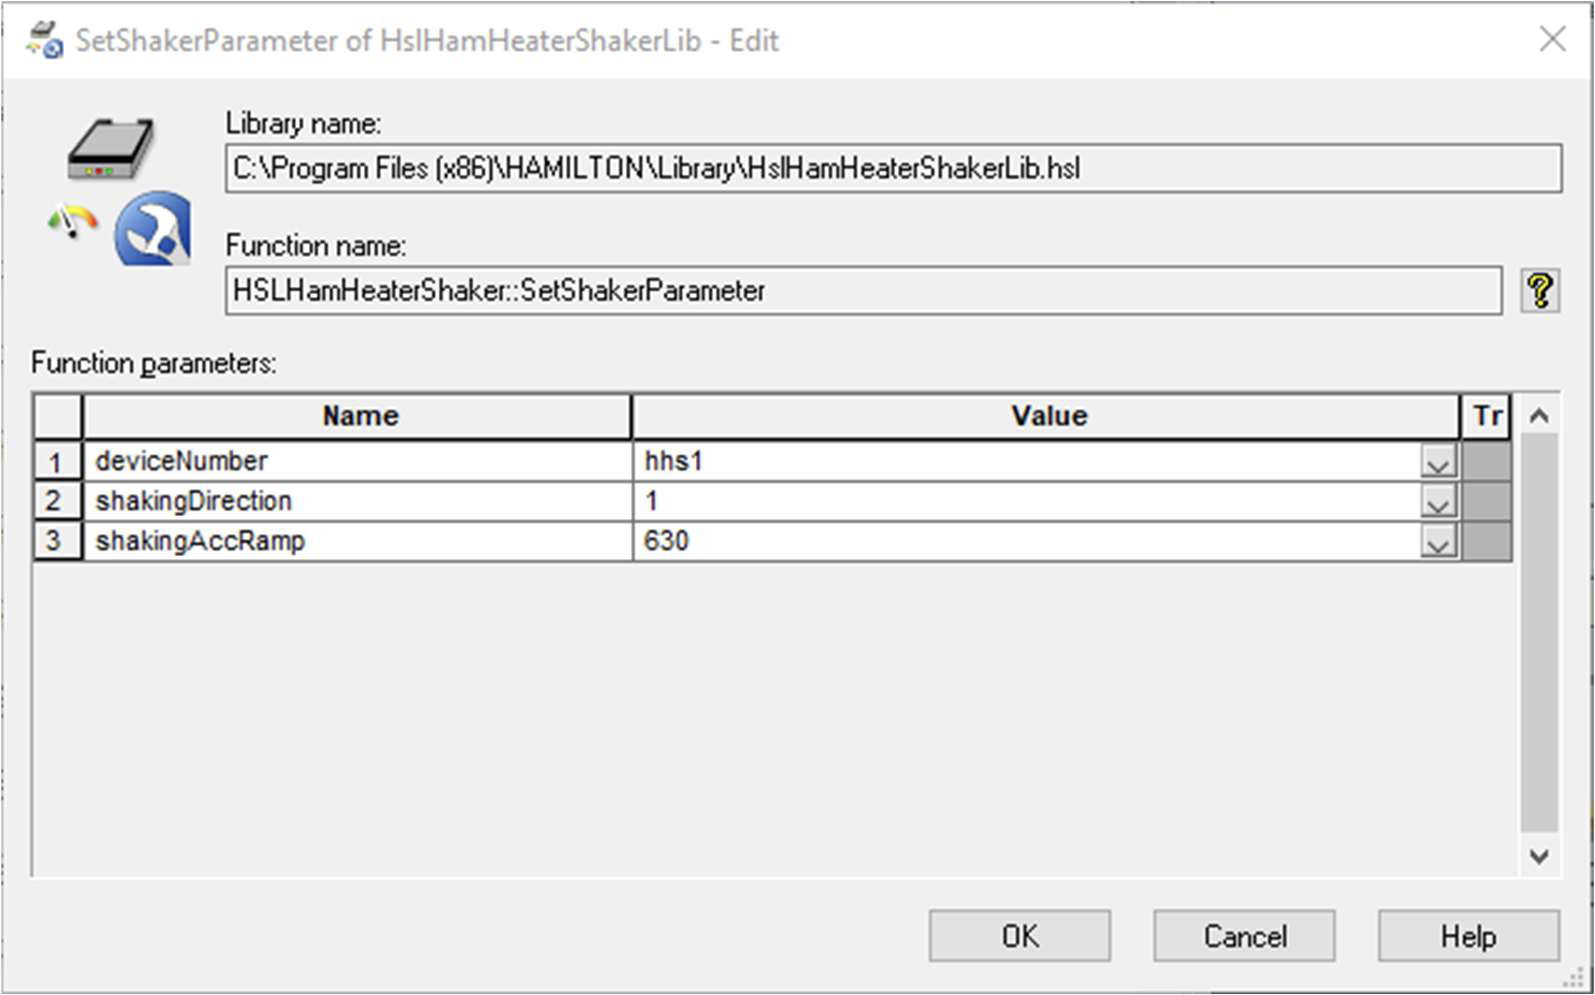 SetShakerParameter of HslHamHeaterShakerLib - Edit
Library name:
C:\Program Files (x86)\HAMILTON\Library\HslHamHeaterShakerLib.hsl
Function name:
HSLHamHeaterShaker::SetShakerParameter
Function parameters:
Name Value Tr
1 deviceNumber hhs1
2 shakingDirection 1
3 shakingAccRamp 630
OK Cancel Help